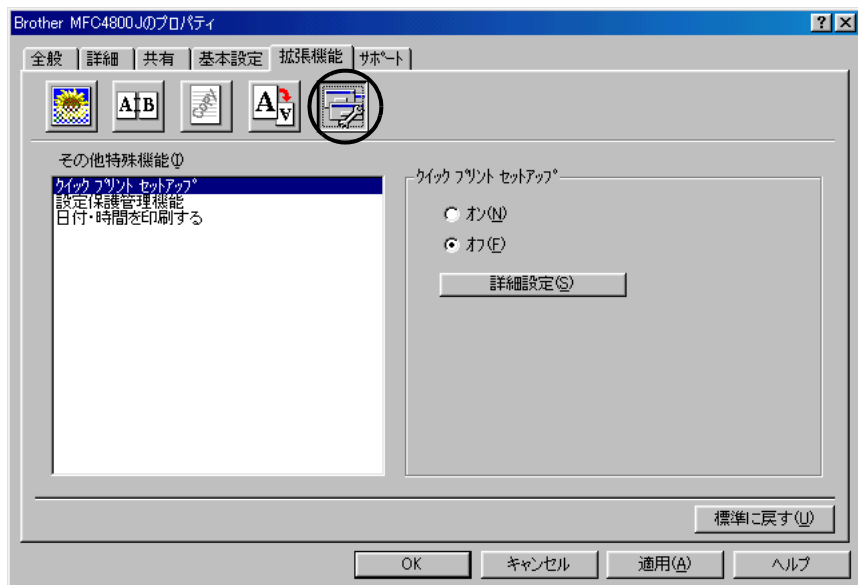 Brother MFC4800Jのプロパティ
全般 詳細 共有 基本設定 拡張機能 ｻﾎﾟｰﾄ
A B Copy A A
その他特殊機能(I)
ｸｲｯｸ ﾌﾟﾘﾝﾄ ｾｯﾄｱｯﾌﾟ
設定保護管理機能
日付・時間を印刷する
ｸｲｯｸ ﾌﾟﾘﾝﾄ ｾｯﾄｱｯﾌﾟ
ｵﾝ(N)
ｵﾌ(F)
詳細設定(S)
標準に戻す(U)
OK キャンセル 適用(A) ヘルプ